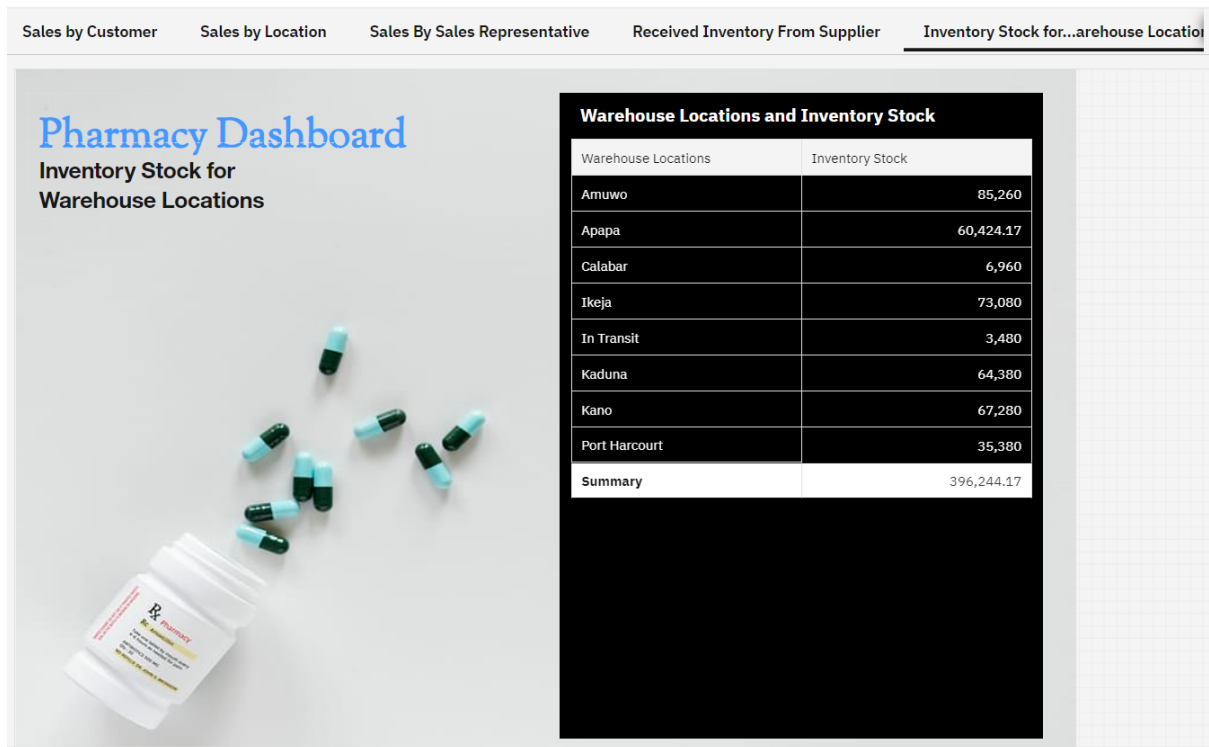 Sales by Customer Sales by Location Sales By Sales Representative Received Inventory From Supplier Inventory Stock for...arehouse Location
Pharmacy Dashboard
Inventory Stock for
Warehouse Locations
Warehouse Locations and Inventory Stock
Warehouse Locations Inventory Stock
Amuwo 85,260
Apapa 60,424.17
Calabar 6,960
Ikeja 73,080
In Transit 3,480
Kaduna 64,380
Kano 67,280
Port Harcourt 35,380
Summary 396,244.17
Rx Pharmacy